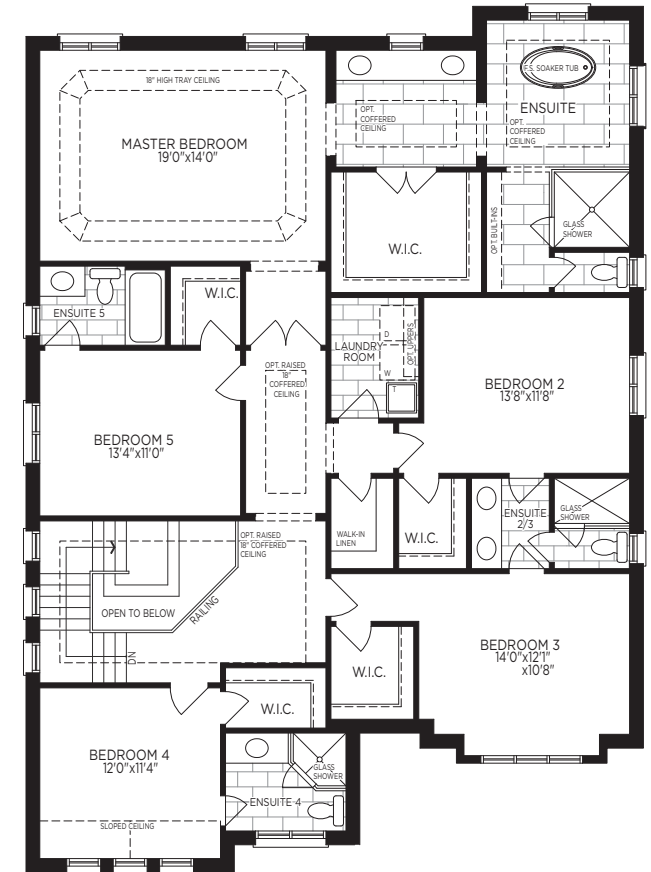 18" HIGH TRAY CEILING
MASTER BEDROOM
19'0"x14'0"
OPT.
COFFERED
CEILING
F.S. SOAKER TUB
ENSUITE
OPT.
COFFERED
CEILING
W.I.C.
OPT. BUILT-INS
GLASS
SHOWER
ENSUITE 5
W.I.C.
LAUNDRY
ROOM
D
W
T
OPT. UPPERS
OPT. RAISED
18"
COFFERED
CEILING
BEDROOM 2
13'8"x11'8"
BEDROOM 5
13'4"x11'0"
WALK-IN
LINEN
W.I.C.
ENSUITE
2/3
GLASS
SHOWER
OPT. RAISED
18" COFFERED
CEILING
OPEN TO BELOW
RAILING
DN
W.I.C.
BEDROOM 3
14'0"x12'1"
x10'8"
W.I.C.
BEDROOM 4
12'0"x11'4"
GLASS
SHOWER
ENSUITE 4
SLOPED CEILING